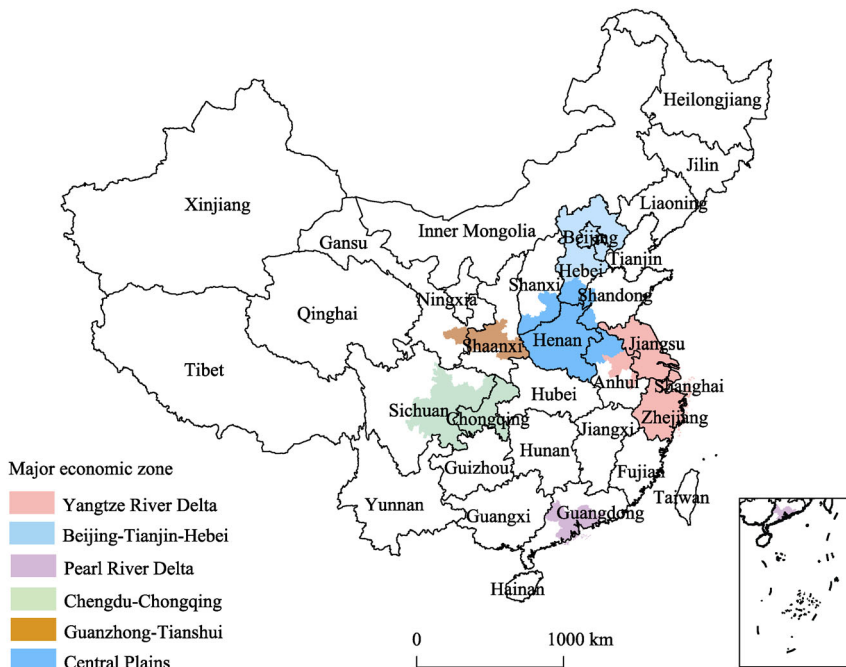 Heilongjiang
Jilin
Liaoning
Xinjiang
Inner Mongolia
Gansu
Beijing
Tianjin
Hebei
Shanxi
Ningxia
Shandong
Qinghai
Shaanxi
Henan
Jiangsu
Tibet
Anhui
Shanghai
Hubei
Sichuan
Chongqing
Zhejiang
Hunan
Jiangxi
Guizhou
Fujian
Yunnan
Guangxi
Guangdong
Taiwan
Hainan
Major economic zone
Yangtze River Delta
Beijing-Tianjin-Hebei
Pearl River Delta
Chengdu-Chongqing
Guanzhong-Tianshui
Central Plains
0 1000 km